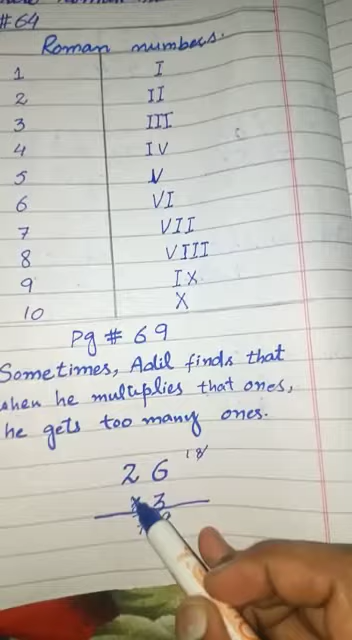 #64
Roman numbers.
1 I
2 II
3 III
4 IV
5 V
6 VI
7 VII
8 VIII
9 IX
10 X
Pg # 69
Sometimes, Adil finds that
when he multiplies that ones,
he gets too many ones.
18
26
× 3